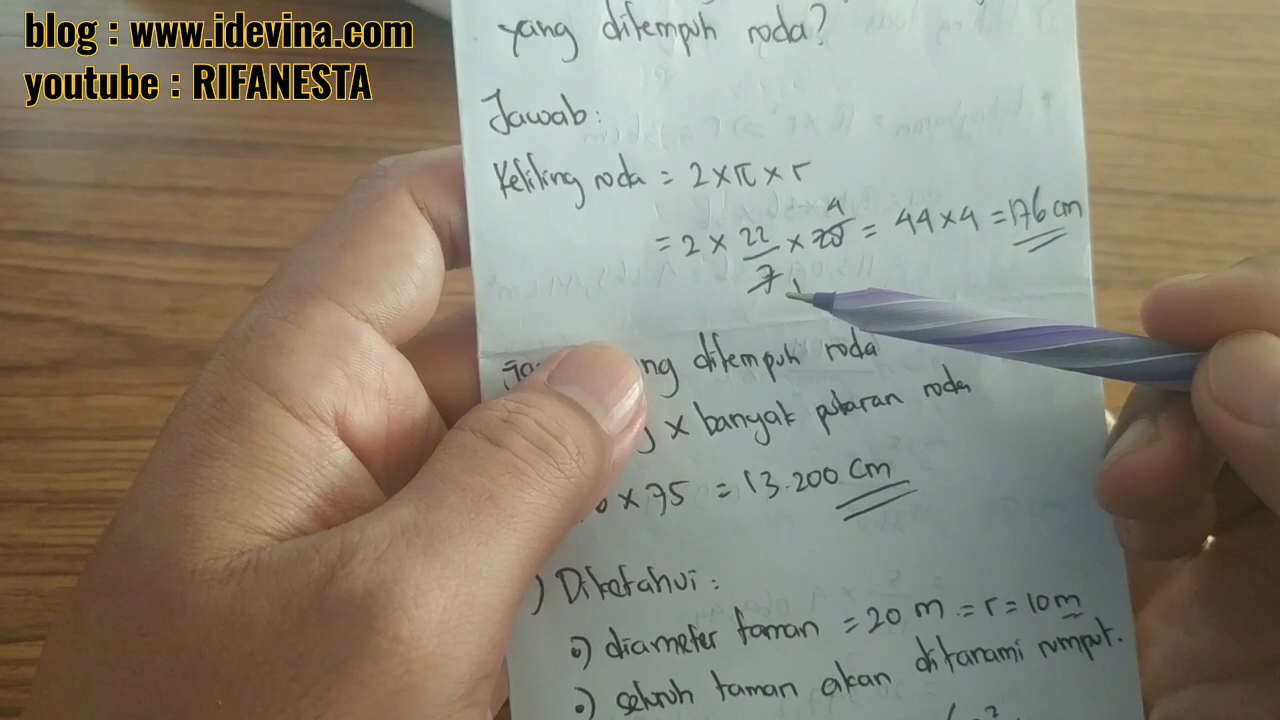 blog : www.idevina.com
youtube : RIFANESTA
yang ditempuh roda?
Jawab:
Keliling roda = 2 x π x r
4
= 2 x 22/7 x 28 = 44 x 4 = 176 cm
1
ditempuh roda
x banyak putaran roda
x 75 = 13.200 cm
) Diketahui:
•) diameter taman = 20 m = r = 10 m
•) seluruh taman akan ditanami rumput.